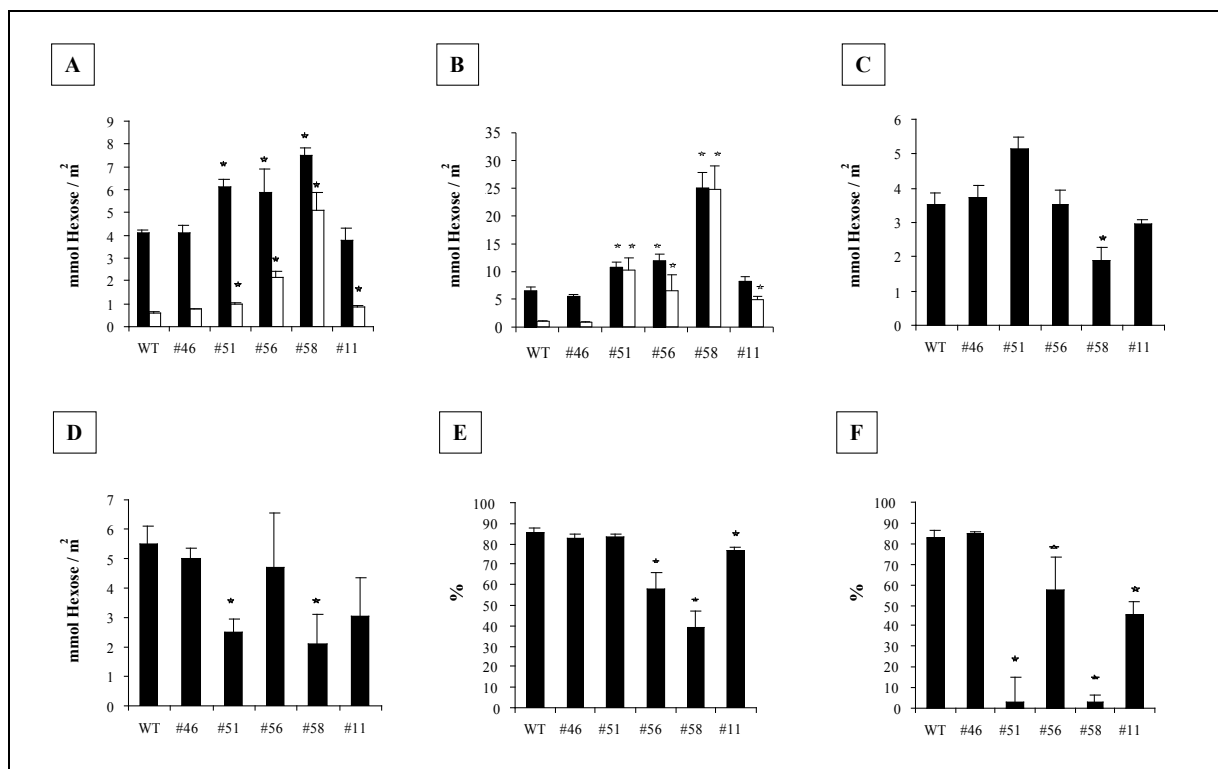 A
mmol Hexose / m²
9
8
7
6
5
4
3
2
1
0
* * * * * * *
WT #46 #51 #56 #58 #11
B
mmol Hexose / m²
35
30
25
20
15
10
5
0
* * * * * * *
WT #46 #51 #56 #58 #11
C
mmol Hexose / m²
6
5
4
3
2
1
0
*
WT #46 #51 #56 #58 #11
D
mmol Hexose / m²
7
6
5
4
3
2
1
0
* *
WT #46 #51 #56 #58 #11
E
%
100
90
80
70
60
50
40
30
20
10
0
* * *
WT #46 #51 #56 #58 #11
F
%
100
90
80
70
60
50
40
30
20
10
0
* * * *
WT #46 #51 #56 #58 #11